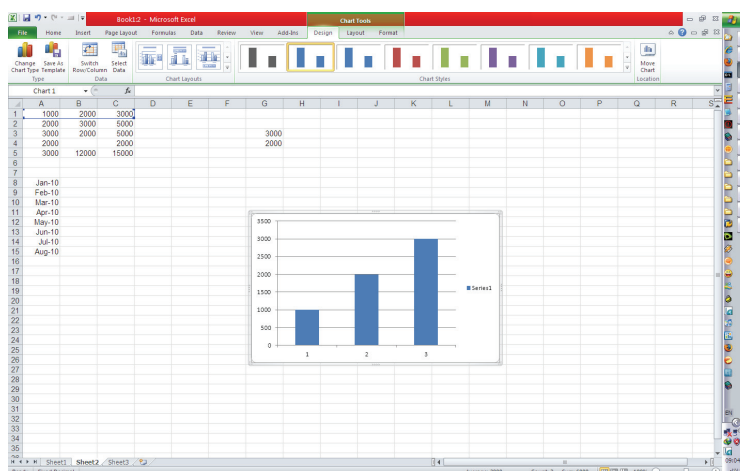 Book1:2 - Microsoft Excel
Chart Tools
File Home Insert Page Layout Formulas Data Review View Add-Ins Design Layout Format
Change Chart Type
Save As Template
Switch Row/Column
Select Data
Move Chart
Type Data Chart Layouts Chart Styles Location
Chart 1 fx
A B C D E F G H I J K L M N O P Q R S
1 1000 2000 3000
2 2000 3000 5000
3 3000 2000 5000 3000
4 2000 2000 2000
5 3000 12000 15000
6
7
8 Jan-10
9 Feb-10
10 Mar-10
11 Apr-10
12 May-10
13 Jun-10
14 Jul-10
15 Aug-10
16
17
18
19
20
21
22
23
24
25
26
27
28
29
30
31
32
33
34
35
3500
3000
2500
2000
1500
1000
500
0
1 2 3
Series1
Sheet1 Sheet2 Sheet3
EN
09:04